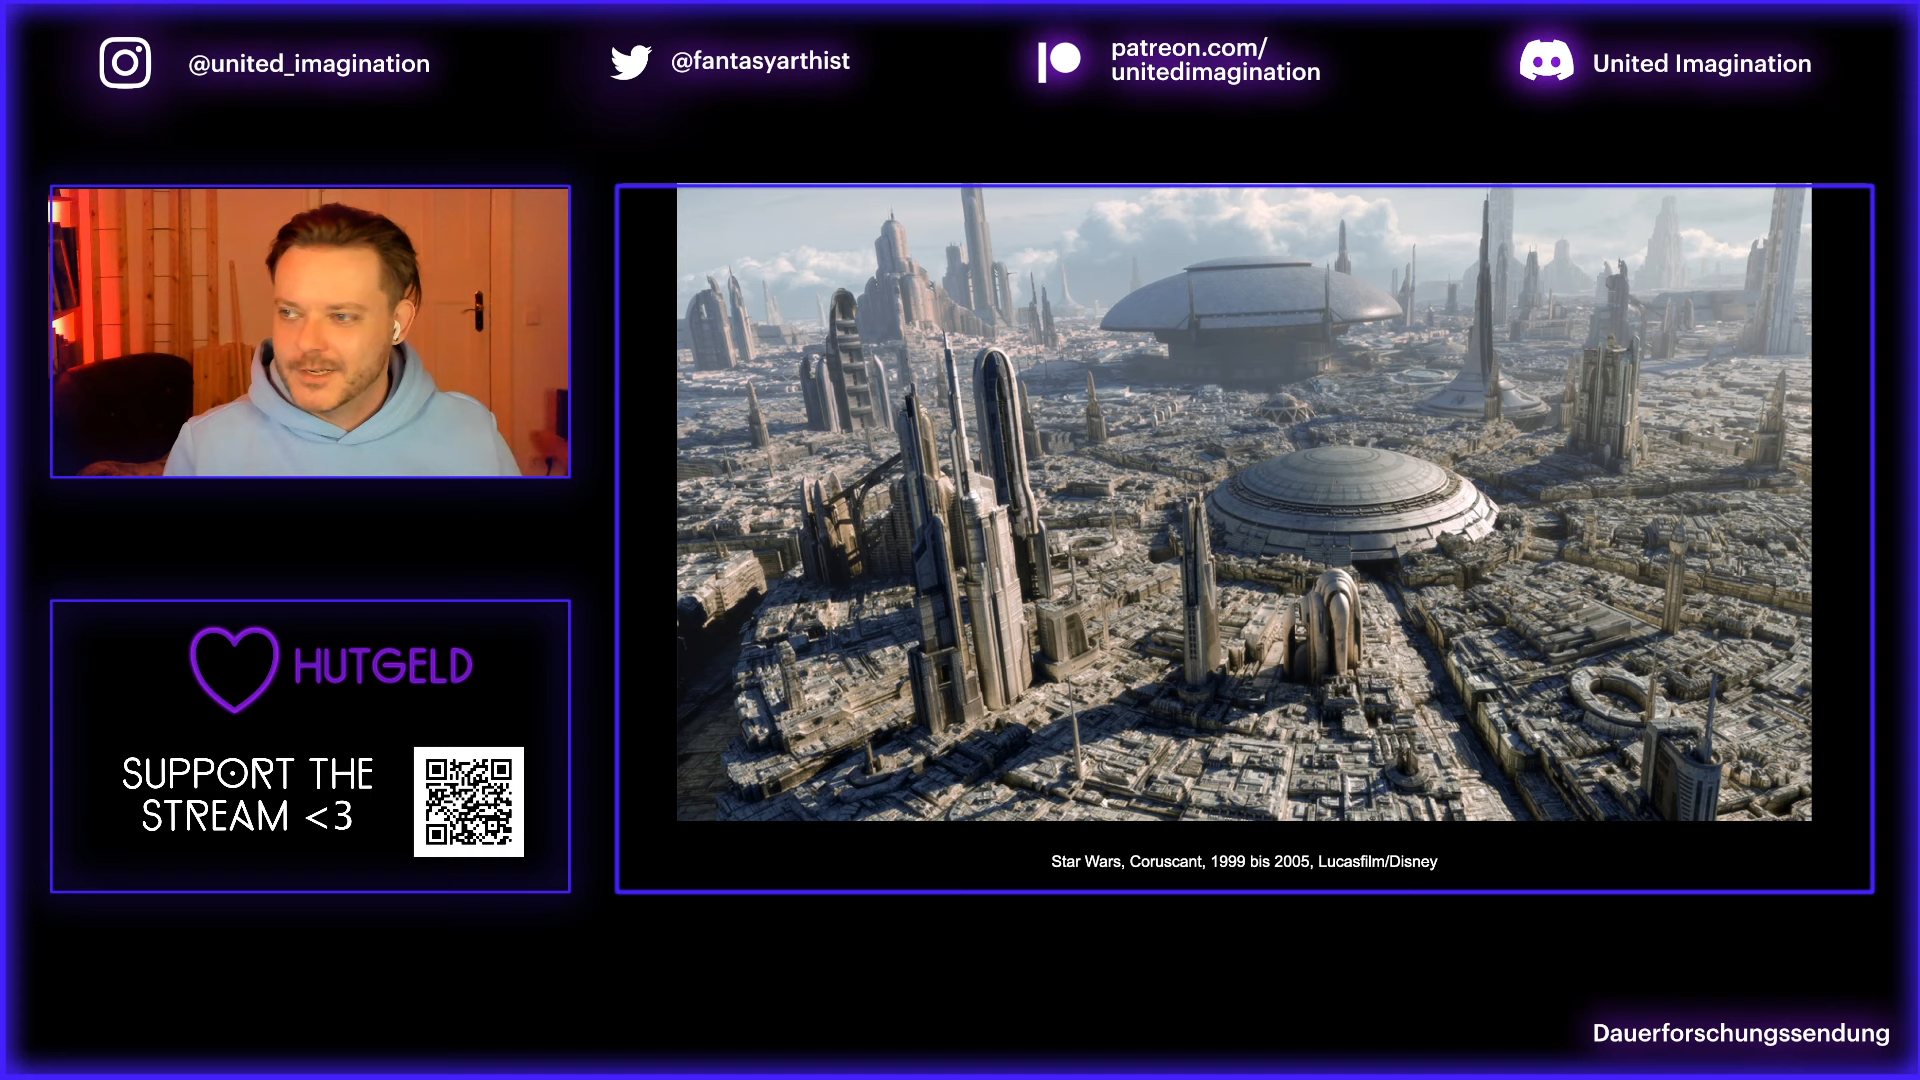 @united_imagination
@fantasyarthist
patreon.com/
unitedimagination
United Imagination
HUTGELD
SUPPORT THE
STREAM <3
Star Wars, Coruscant, 1999 bis 2005, Lucasfilm/Disney
Dauerforschungssendung